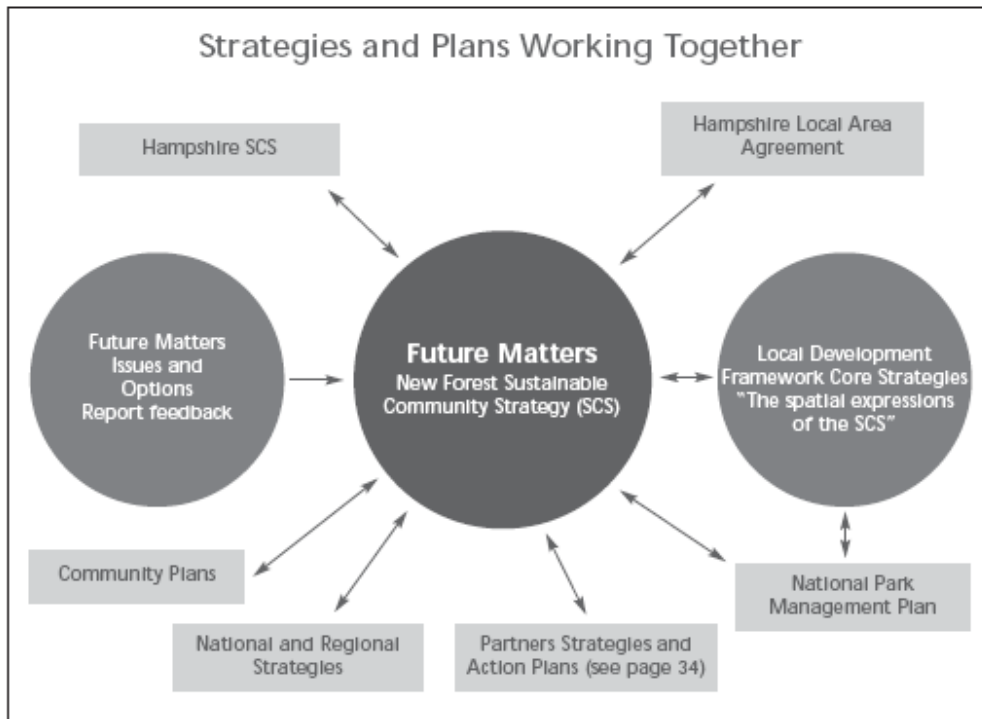 Strategies and Plans Working Together
Hampshire SCS
Hampshire Local Area
Agreement
Future Matters
Issues and
Options
Report feedback
Future Matters
New Forest Sustainable
Community Strategy (SCS)
Local Development
Framework Core Strategies
“The spatial expressions
of the SCS”
Community Plans
National and Regional
Strategies
Partners Strategies and
Action Plans (see page 34)
National Park
Management Plan